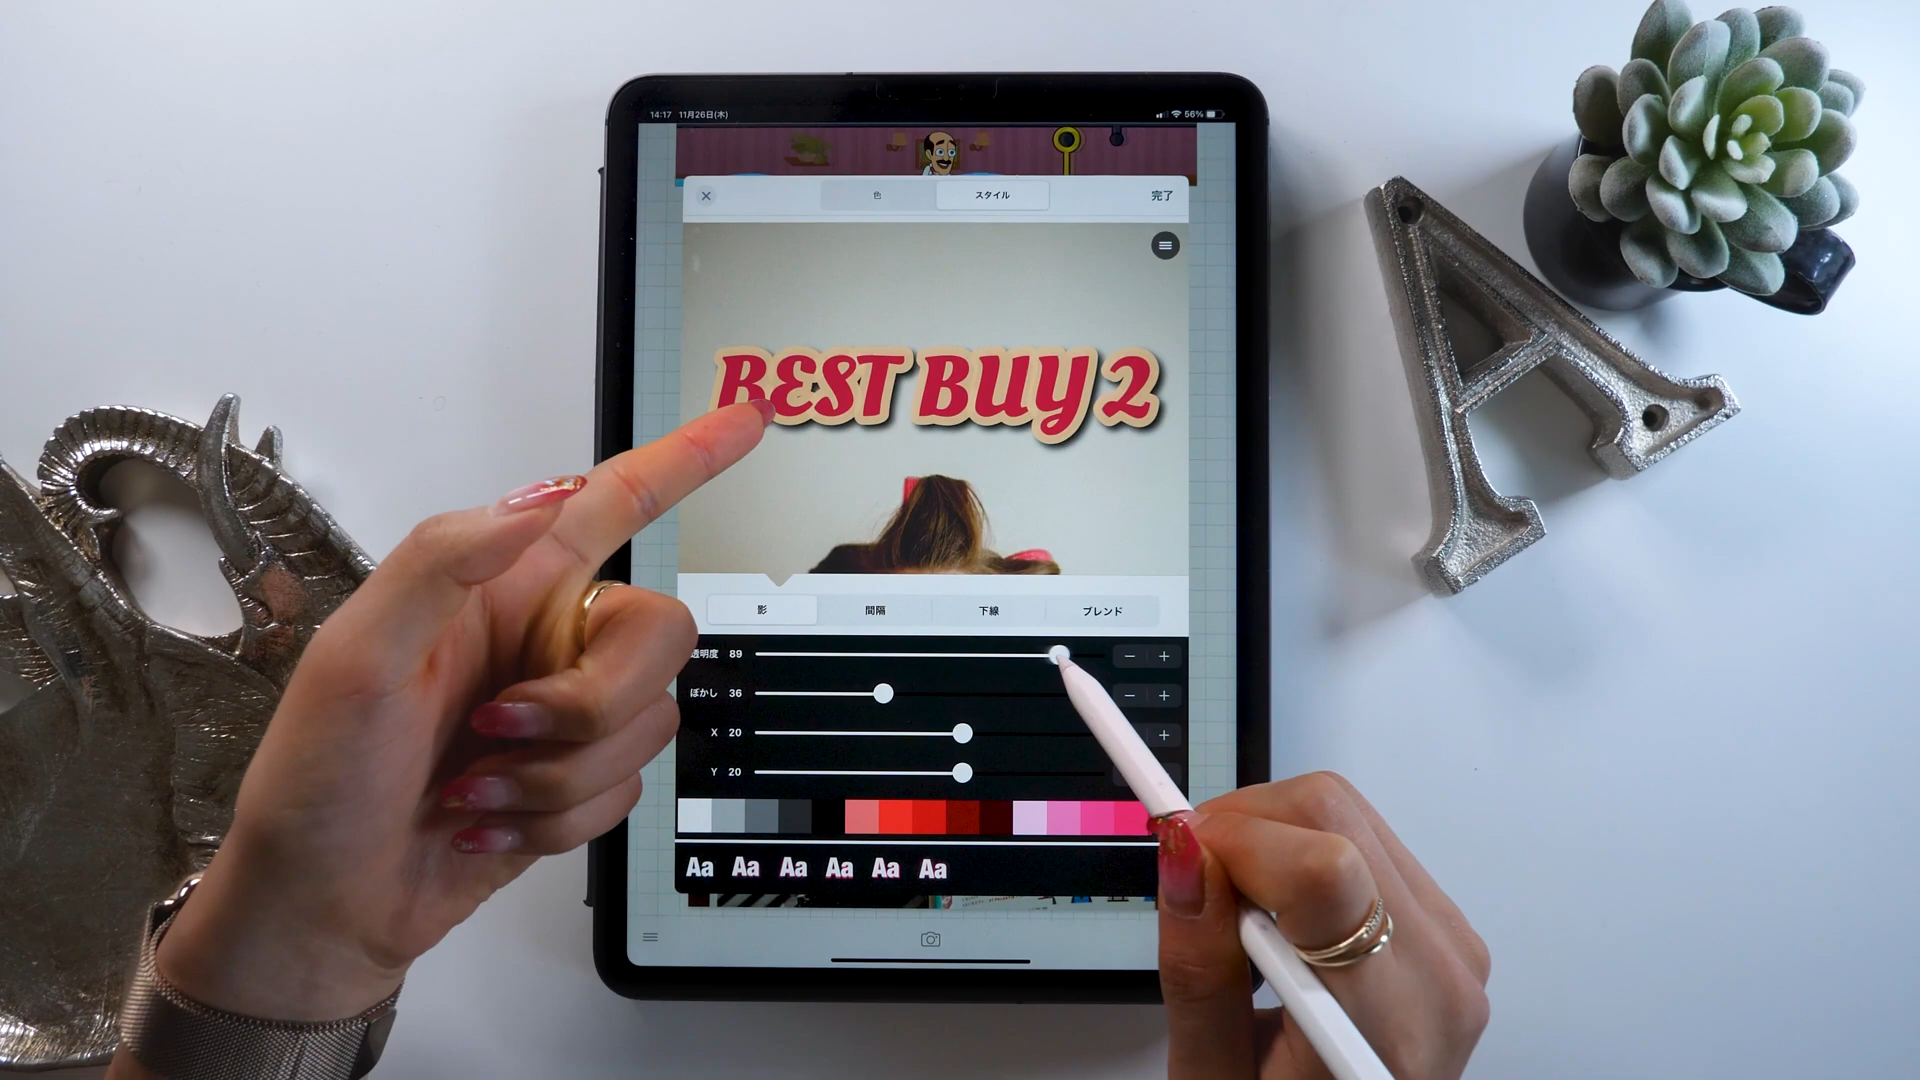 14:17 11月26日(木)
56%
色 スタイル 完了
BEST BUY 2
影 間隔 下線 ブレンド
透明度 89
ぼかし 36
X 20
Y 20
Aa Aa Aa Aa Aa Aa